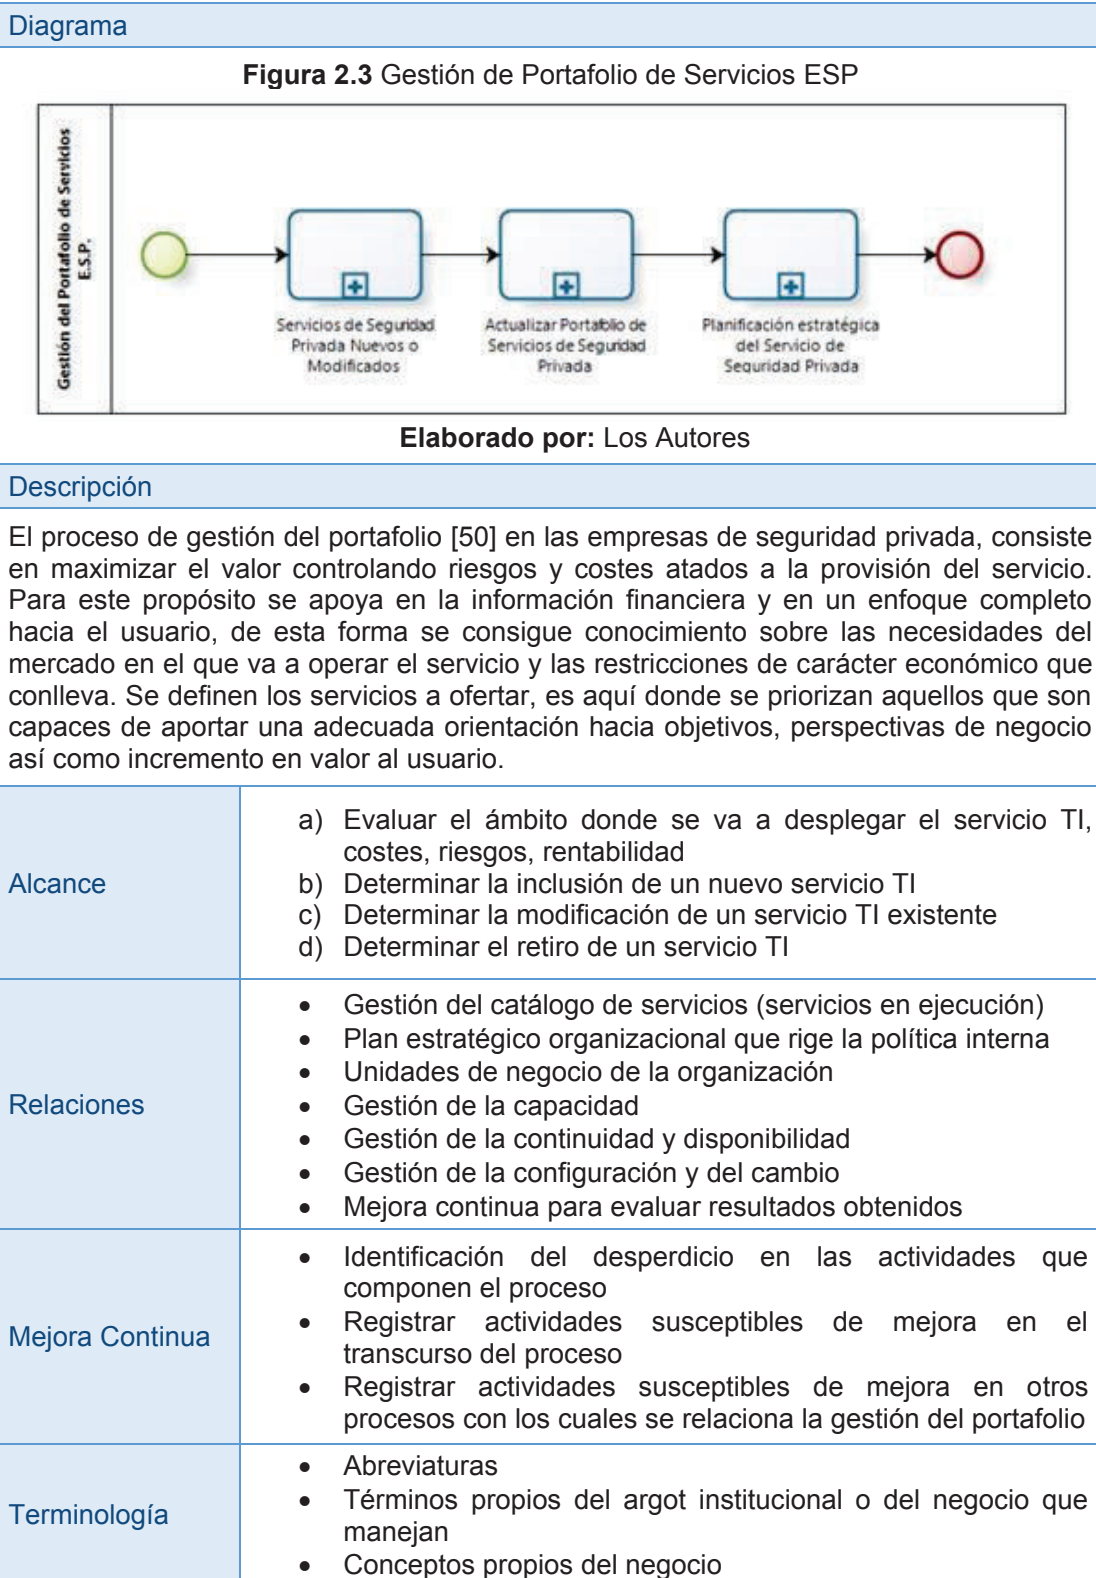 Diagrama
Figura 2.3 Gestión de Portafolio de Servicios ESP
Gestión del Portafolio de Servicios
E.S.P.
Servicios de Seguridad
Privada Nuevos o
Modificados
Actualizar Portafolio de
Servicios de Seguridad
Privada
Planificación estratégica
del Servicio de
Seguridad Privada
Elaborado por: Los Autores
Descripción
El proceso de gestión del portafolio [50] en las empresas de seguridad privada, consiste
en maximizar el valor controlando riesgos y costes atados a la provisión del servicio.
Para este propósito se apoya en la información financiera y en un enfoque completo
hacia el usuario, de esta forma se consigue conocimiento sobre las necesidades del
mercado en el que va a operar el servicio y las restricciones de carácter económico que
conlleva. Se definen los servicios a ofertar, es aquí donde se priorizan aquellos que son
capaces de aportar una adecuada orientación hacia objetivos, perspectivas de negocio
así como incremento en valor al usuario.
Alcance
a) Evaluar el ámbito donde se va a desplegar el servicio TI,
costes, riesgos, rentabilidad
b) Determinar la inclusión de un nuevo servicio TI
c) Determinar la modificación de un servicio TI existente
d) Determinar el retiro de un servicio TI
Relaciones
• Gestión del catálogo de servicios (servicios en ejecución)
• Plan estratégico organizacional que rige la política interna
• Unidades de negocio de la organización
• Gestión de la capacidad
• Gestión de la continuidad y disponibilidad
• Gestión de la configuración y del cambio
• Mejora continua para evaluar resultados obtenidos
Mejora Continua
• Identificación del desperdicio en las actividades que
componen el proceso
• Registrar actividades susceptibles de mejora en el
transcurso del proceso
• Registrar actividades susceptibles de mejora en otros
procesos con los cuales se relaciona la gestión del portafolio
Terminología
• Abreviaturas
• Términos propios del argot institucional o del negocio que
manejan
• Conceptos propios del negocio